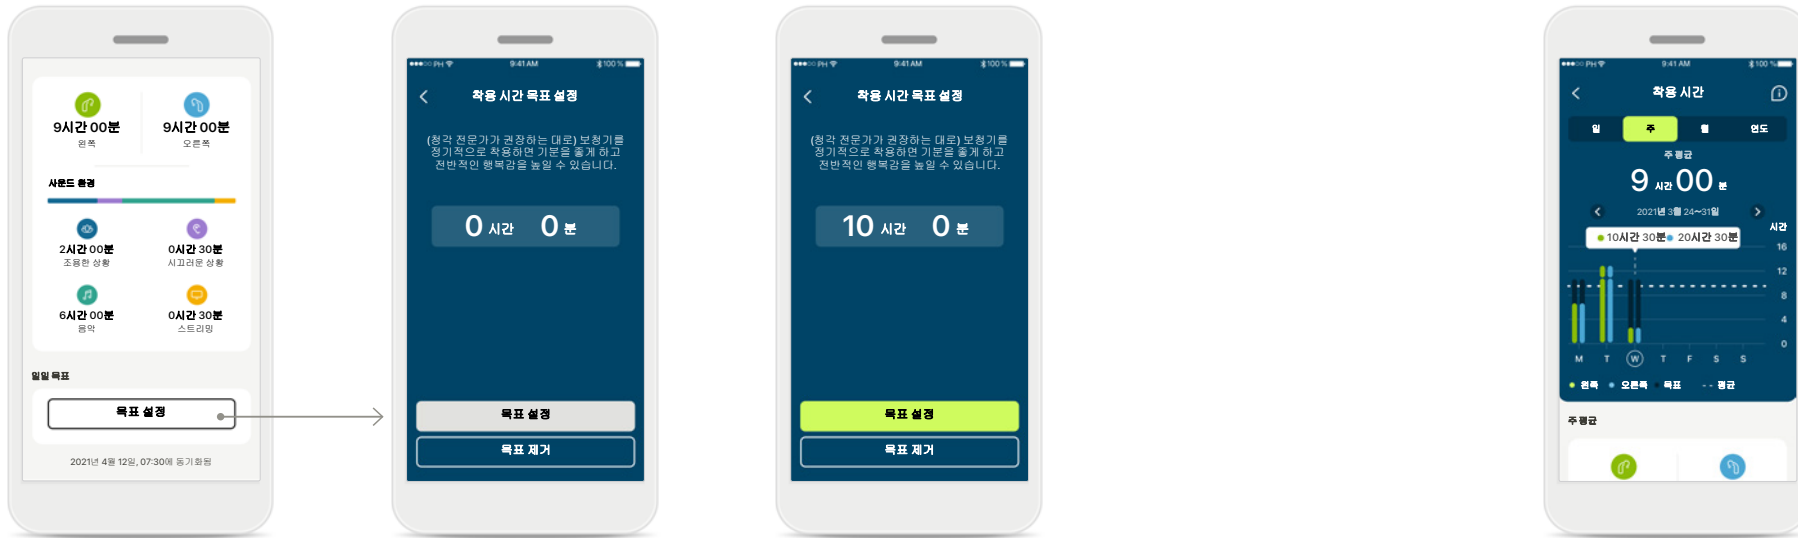 9시간 00분
왼쪽
9시간 00분
오른쪽
사운드 환경
2시간 00분
조용한 상황
0시간 30분
시끄러운 상황
6시간 00분
음악
0시간 30분
스트리밍
일일 목표
목표 설정
2021년 4월 12일, 07:30에 동기화됨
PH 9:41 AM 100 %
착용 시간 목표 설정
(청각 전문가가 권장하는 대로) 보청기를
정기적으로 착용하면 기분을 좋게 하고
전반적인 행복감을 높일 수 있습니다.
0 시간 0 분
목표 설정
목표 제거
PH 9:41 AM 100 %
착용 시간 목표 설정
(청각 전문가가 권장하는 대로) 보청기를
정기적으로 착용하면 기분을 좋게 하고
전반적인 행복감을 높일 수 있습니다.
10 시간 0 분
목표 설정
목표 제거
PH 9:41 AM 100 %
착용 시간
일 주 월 연도
주 평균
9 시간 00 분
2021년 3월 24~31일
시간
10시간 30분 20시간 30분
16
12
8
4
0
M T W T F S S
왼쪽 오른쪽 목표 -- 평균
주 평균